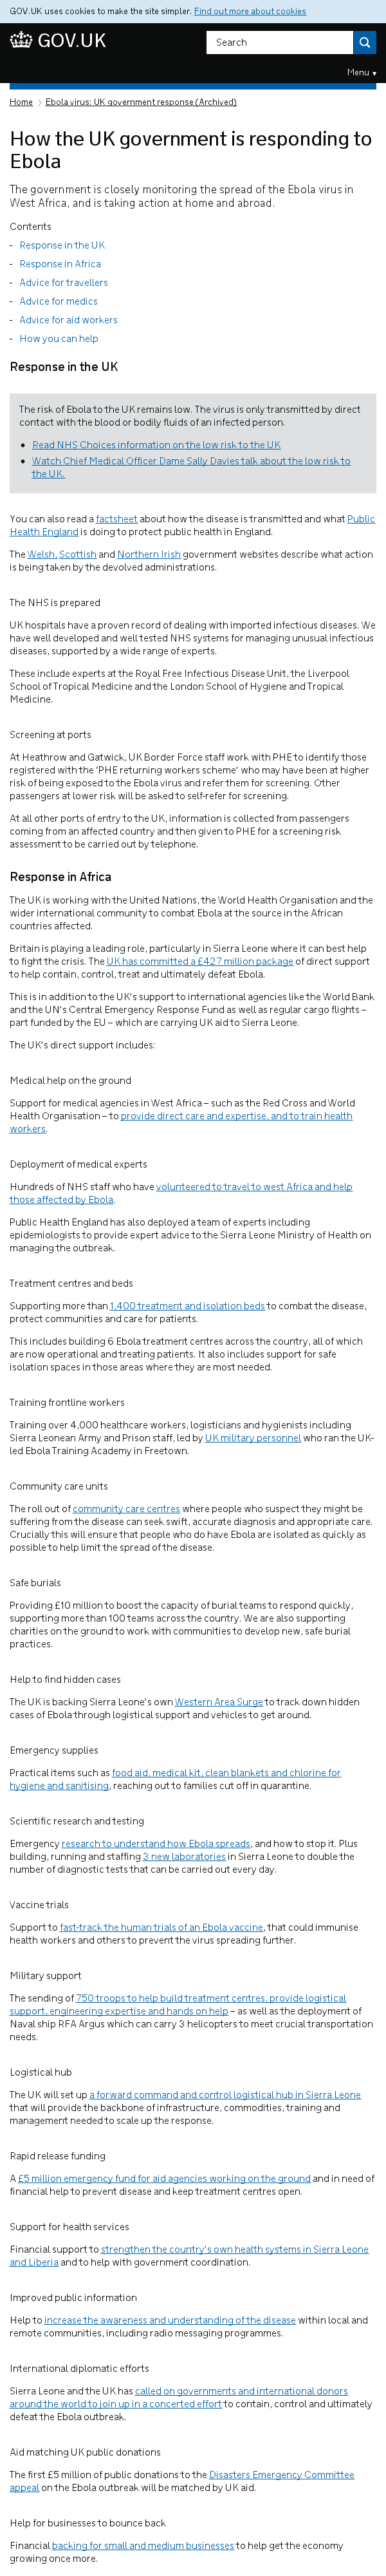 GOV.UK uses cookies to make the site simpler. Find out more about cookies
GOV.UK
Search
Menu ▾
Home
Ebola virus: UK government response (Archived)
How the UK government is responding to
Ebola
The government is closely monitoring the spread of the Ebola virus in
West Africa, and is taking action at home and abroad.
Contents
- Response in the UK
- Response in Africa
- Advice for travellers
- Advice for medics
- Advice for aid workers
- How you can help
Response in the UK
The risk of Ebola to the UK remains low. The virus is only transmitted by direct
contact with the blood or bodily fluids of an infected person.
• Read NHS Choices information on the low risk to the UK
• Watch Chief Medical Officer Dame Sally Davies talk about the low risk to
the UK.
You can also read a factsheet about how the disease is transmitted and what Public
Health England is doing to protect public health in England.
The Welsh, Scottish and Northern Irish government websites describe what action
is being taken by the devolved administrations.
The NHS is prepared
UK hospitals have a proven record of dealing with imported infectious diseases. We
have well developed and well tested NHS systems for managing unusual infectious
diseases, supported by a wide range of experts.
These include experts at the Royal Free Infectious Disease Unit, the Liverpool
School of Tropical Medicine and the London School of Hygiene and Tropical
Medicine.
Screening at ports
At Heathrow and Gatwick, UK Border Force staff work with PHE to identify those
registered with the ‘PHE returning workers scheme’ who may have been at higher
risk of being exposed to the Ebola virus and refer them for screening. Other
passengers at lower risk will be asked to self-refer for screening.
At all other ports of entry to the UK, information is collected from passengers
coming from an affected country and then given to PHE for a screening risk
assessment to be carried out by telephone.
Response in Africa
The UK is working with the United Nations, the World Health Organisation and the
wider international community to combat Ebola at the source in the African
countries affected.
Britain is playing a leading role, particularly in Sierra Leone where it can best help
to fight the crisis. The UK has committed a £427 million package of direct support
to help contain, control, treat and ultimately defeat Ebola.
This is in addition to the UK’s support to international agencies like the World Bank
and the UN’s Central Emergency Response Fund as well as regular cargo flights –
part funded by the EU – which are carrying UK aid to Sierra Leone.
The UK’s direct support includes:
Medical help on the ground
Support for medical agencies in West Africa – such as the Red Cross and World
Health Organisation – to provide direct care and expertise, and to train health
workers.
Deployment of medical experts
Hundreds of NHS staff who have volunteered to travel to west Africa and help
those affected by Ebola.
Public Health England has also deployed a team of experts including
epidemiologists to provide expert advice to the Sierra Leone Ministry of Health on
managing the outbreak.
Treatment centres and beds
Supporting more than 1,400 treatment and isolation beds to combat the disease,
protect communities and care for patients.
This includes building 6 Ebola treatment centres across the country, all of which
are now operational and treating patients. It also includes support for safe
isolation spaces in those areas where they are most needed.
Training frontline workers
Training over 4,000 healthcare workers, logisticians and hygienists including
Sierra Leonean Army and Prison staff, led by UK military personnel who ran the UK-
led Ebola Training Academy in Freetown.
Community care units
The roll out of community care centres where people who suspect they might be
suffering from the disease can seek swift, accurate diagnosis and appropriate care.
Crucially this will ensure that people who do have Ebola are isolated as quickly as
possible to help limit the spread of the disease.
Safe burials
Providing £10 million to boost the capacity of burial teams to respond quickly,
supporting more than 100 teams across the country. We are also supporting
charities on the ground to work with communities to develop new, safe burial
practices.
Help to find hidden cases
The UK is backing Sierra Leone’s own Western Area Surge to track down hidden
cases of Ebola through logistical support and vehicles to get around.
Emergency supplies
Practical items such as food aid, medical kit, clean blankets and chlorine for
hygiene and sanitising, reaching out to families cut off in quarantine.
Scientific research and testing
Emergency research to understand how Ebola spreads, and how to stop it. Plus
building, running and staffing 3 new laboratories in Sierra Leone to double the
number of diagnostic tests that can be carried out every day.
Vaccine trials
Support to fast-track the human trials of an Ebola vaccine, that could immunise
health workers and others to prevent the virus spreading further.
Military support
The sending of 750 troops to help build treatment centres, provide logistical
support, engineering expertise and hands on help – as well as the deployment of
Naval ship RFA Argus which can carry 3 helicopters to meet crucial transportation
needs.
Logistical hub
The UK will set up a forward command and control logistical hub in Sierra Leone
that will provide the backbone of infrastructure, commodities, training and
management needed to scale up the response.
Rapid release funding
A £5 million emergency fund for aid agencies working on the ground and in need of
financial help to prevent disease and keep treatment centres open.
Support for health services
Financial support to strengthen the country’s own health systems in Sierra Leone
and Liberia and to help with government coordination.
Improved public information
Help to increase the awareness and understanding of the disease within local and
remote communities, including radio messaging programmes.
International diplomatic efforts
Sierra Leone and the UK has called on governments and international donors
around the world to join up in a concerted effort to contain, control and ultimately
defeat the Ebola outbreak.
Aid matching UK public donations
The first £5 million of public donations to the Disasters Emergency Committee
appeal on the Ebola outbreak will be matched by UK aid.
Help for businesses to bounce back
Financial backing for small and medium businesses to help get the economy
growing once more.